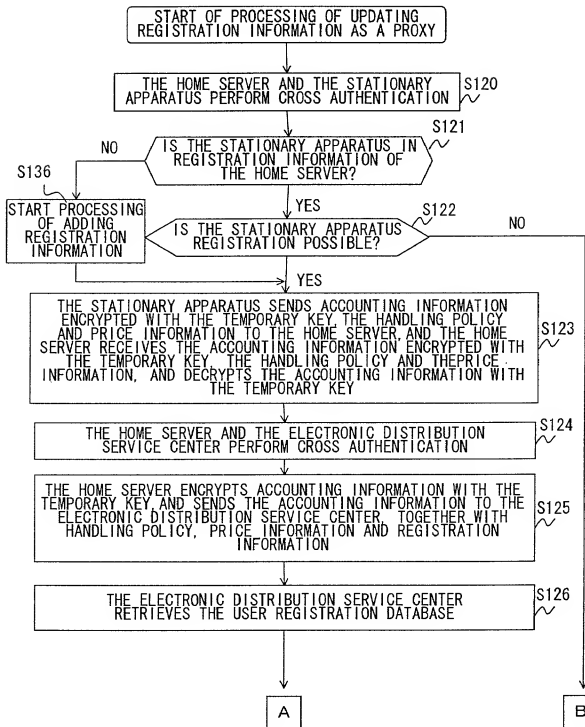 START OF PROCESSING OF UPDATING
REGISTRATION INFORMATION AS A PROXY
S120
THE HOME SERVER AND THE STATIONARY
APPARATUS PERFORM CROSS AUTHENTICATION
S121
NO
IS THE STATIONARY APPARATUS IN
REGISTRATION INFORMATION OF
THE HOME SERVER?
S136
YES
START PROCESSING
OF ADDING
REGISTRATION
INFORMATION
S122
NO
IS THE STATIONARY APPARATUS
REGISTRATION POSSIBLE?
YES
THE STATIONARY APPARATUS SENDS ACCOUNTING INFORMATION
ENCRYPTED WITH THE TEMPORARY KEY, THE HANDLING POLICY
AND PRICE INFORMATION TO THE HOME SERVER, AND THE HOME
SERVER RECEIVES THE ACCOUNTING INFORMATION ENCRYPTED WITH
THE TEMPORARY KEY, THE HANDLING POLICY AND THEPRICE
INFORMATION, AND DECRYPTS THE ACCOUNTING INFORMATION WITH
THE TEMPORARY KEY
S123
S124
THE HOME SERVER AND THE ELECTRONIC DISTRIBUTION
SERVICE CENTER PERFORM CROSS AUTHENTICATION
THE HOME SERVER ENCRYPTS ACCOUNTING INFORMATION WITH THE
TEMPORARY KEY, AND SENDS THE ACCOUNTING INFORMATION TO THE
ELECTRONIC DISTRIBUTION SERVICE CENTER, TOGETHER WITH
HANDLING POLICY, PRICE INFORMATION AND REGISTRATION
INFORMATION
S125
S126
THE ELECTRONIC DISTRIBUTION SERVICE CENTER
RETRIEVES THE USER REGISTRATION DATABASE
A
B